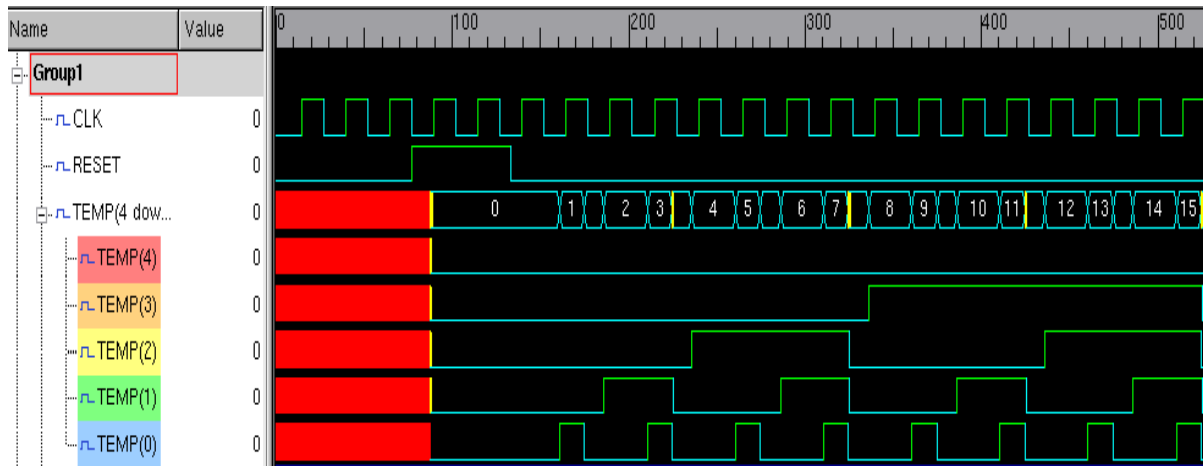 Name Value 0 100 200 300 400 500
Group1
CLK 0
RESET 0
TEMP(4 dow... 0 0 1 2 3 4 5 6 7 8 9 10 11 12 13 14 15
TEMP(4) 0
TEMP(3) 0
TEMP(2) 0
TEMP(1) 0
TEMP(0) 0